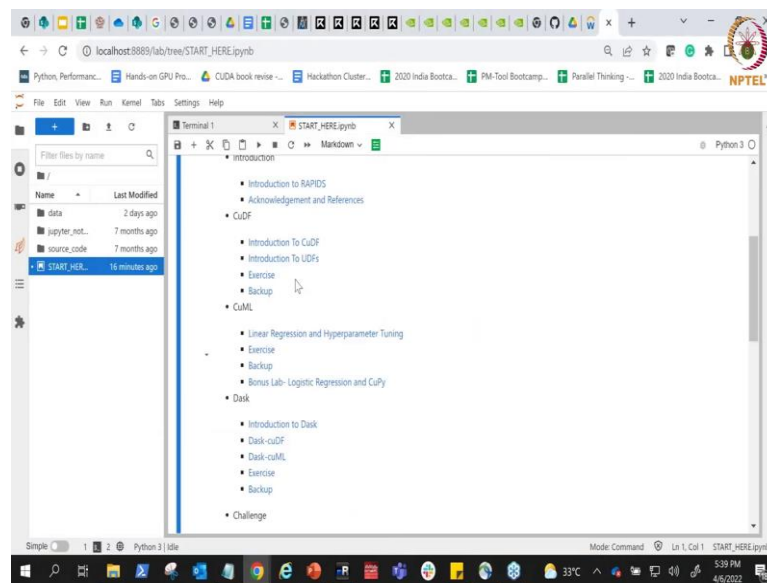 localhost:8889/lab/tree/START_HERE.ipynb
Python, Performanc... Hands-on GPU Pro... CUDA book revise -... Hackathon Cluster... 2020 India Bootca... PM-Tool Bootcamp... Parallel Thinking -... 2020 India Bootca...
NPTEL
File Edit View Run Kernel Tabs Settings Help
Terminal 1 START_HERE.ipynb
Filter files by name
Markdown
Python 3
/
Name Last Modified
data 2 days ago
jupyter_not... 7 months ago
source_code 7 months ago
START_HER... 16 minutes ago
Introduction
Introduction to RAPIDS
Acknowledgement and References
CuDF
Introduction To CuDF
Introduction To UDFs
Exercise
Backup
CuML
Linear Regression and Hyperparameter Tuning
Exercise
Backup
Bonus Lab- Logistic Regression and CuPy
Dask
Introduction to Dask
Dask-cuDF
Dask-cuML
Exercise
Backup
Challenge
Simple 1 2 Python 3 | Idle Mode: Command Ln 1, Col 1 START_HERE.ipynb
33°C 5:39 PM
4/6/2022